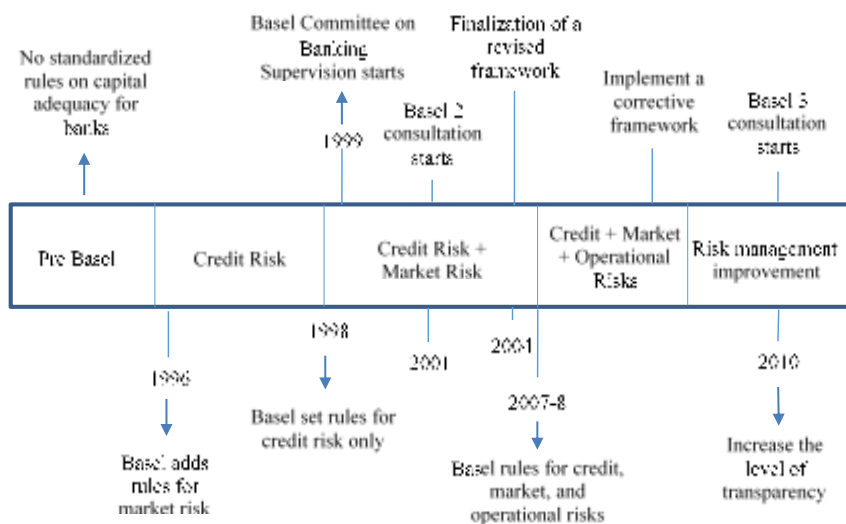 No standardized
rules on capital
adequacy for
banks
Basel Committee on
Banking
Supervision starts
1999
Basel 2
consultation
starts
Finalization of a
revised
framework
Implement a
corrective
framework
Basel 3
consultation
starts
Pre Basel
Credit Risk
Credit Risk +
Market Risk
Credit + Market
+ Operational
Risks
Risk management
improvement
1996
Basel adds
rules for
market risk
1998
Basel set rules for
credit risk only
2001
2004
2007-8
Basel rules for credit,
market, and
operational risks
2010
Increase the
level of
transparency